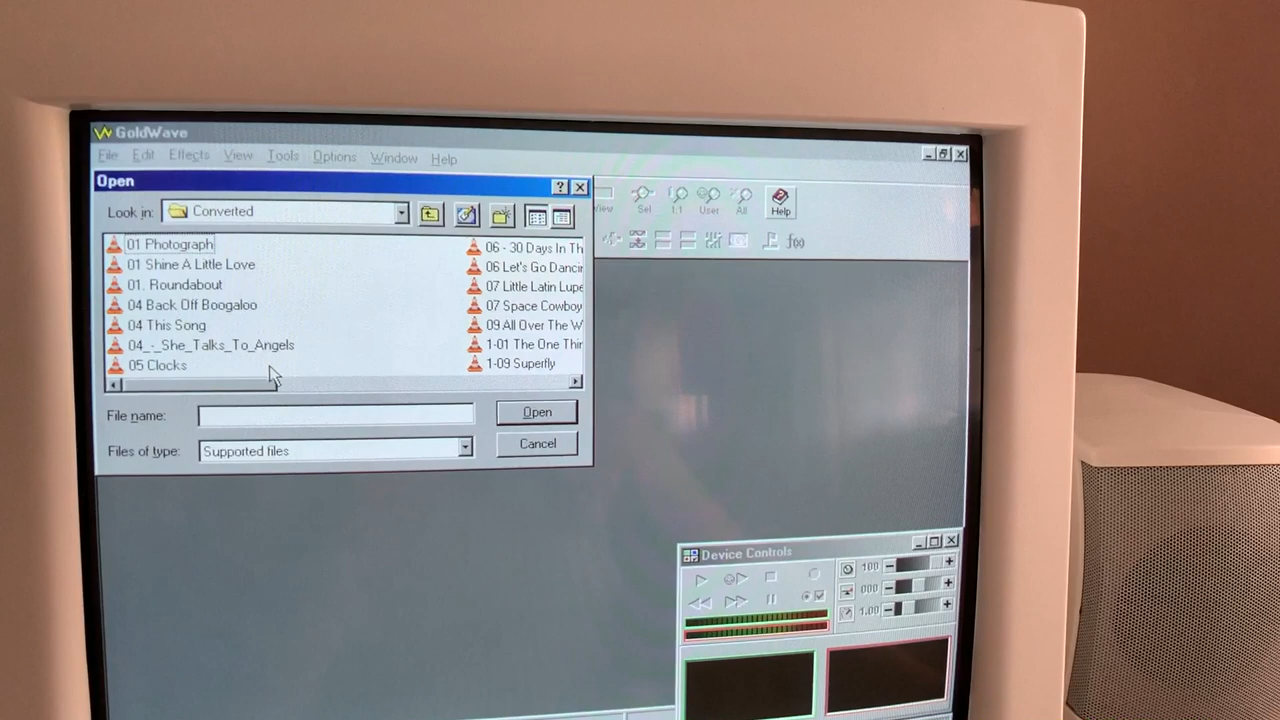 GoldWave
File Edit Effects View Tools Options Window Help
Open
Look in: Converted
View Sel 1:1 User All Help
f(x)
01 Photograph
01 Shine A Little Love
01. Roundabout
04 Back Off Boogaloo
04 This Song
04_-_She_Talks_To_Angels
05 Clocks
06 - 30 Days In Th
06 Let's Go Dancin
07 Little Latin Lupe
07 Space Cowboy
09 All Over The W
1-01 The One Thin
1-09 Superfly
File name: Open
Files of type: Supported files Cancel
Device Controls
100
000
1.00